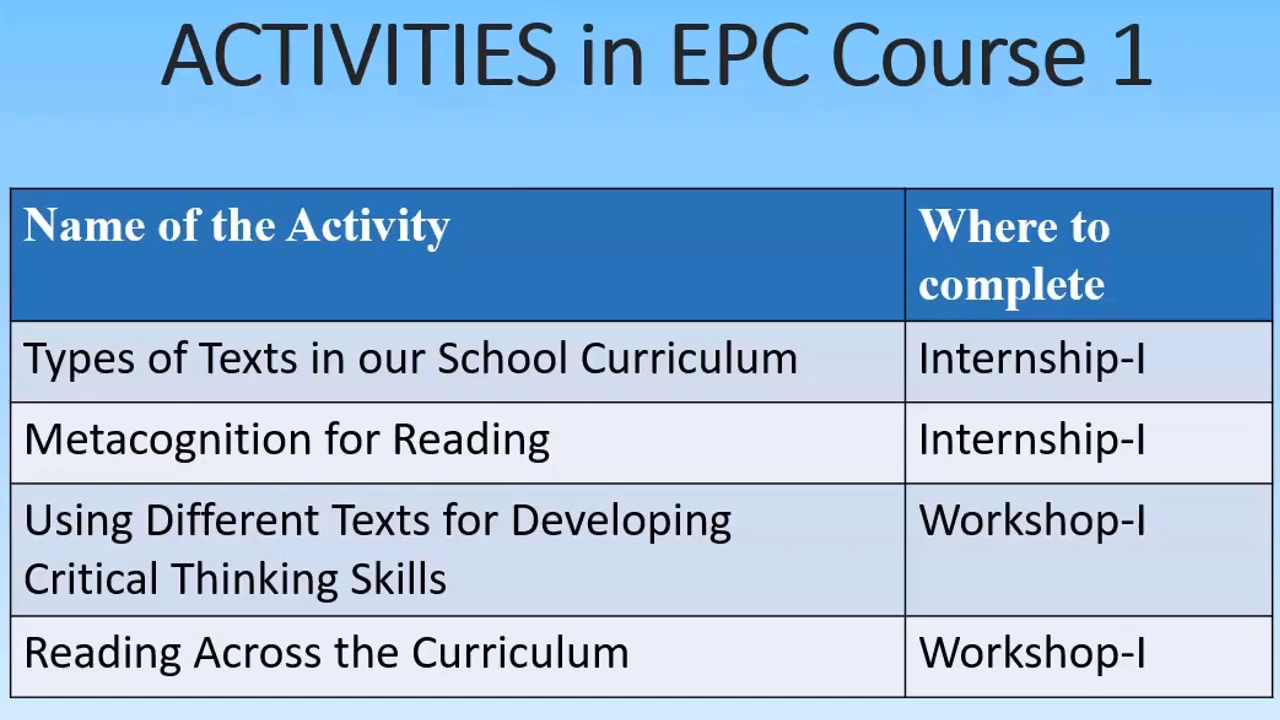 ACTIVITIES in EPC Course 1
Name of the Activity
Where to
complete
Types of Texts in our School Curriculum
Internship-I
Metacognition for Reading
Internship-I
Using Different Texts for Developing
Critical Thinking Skills
Workshop-I
Reading Across the Curriculum
Workshop-I